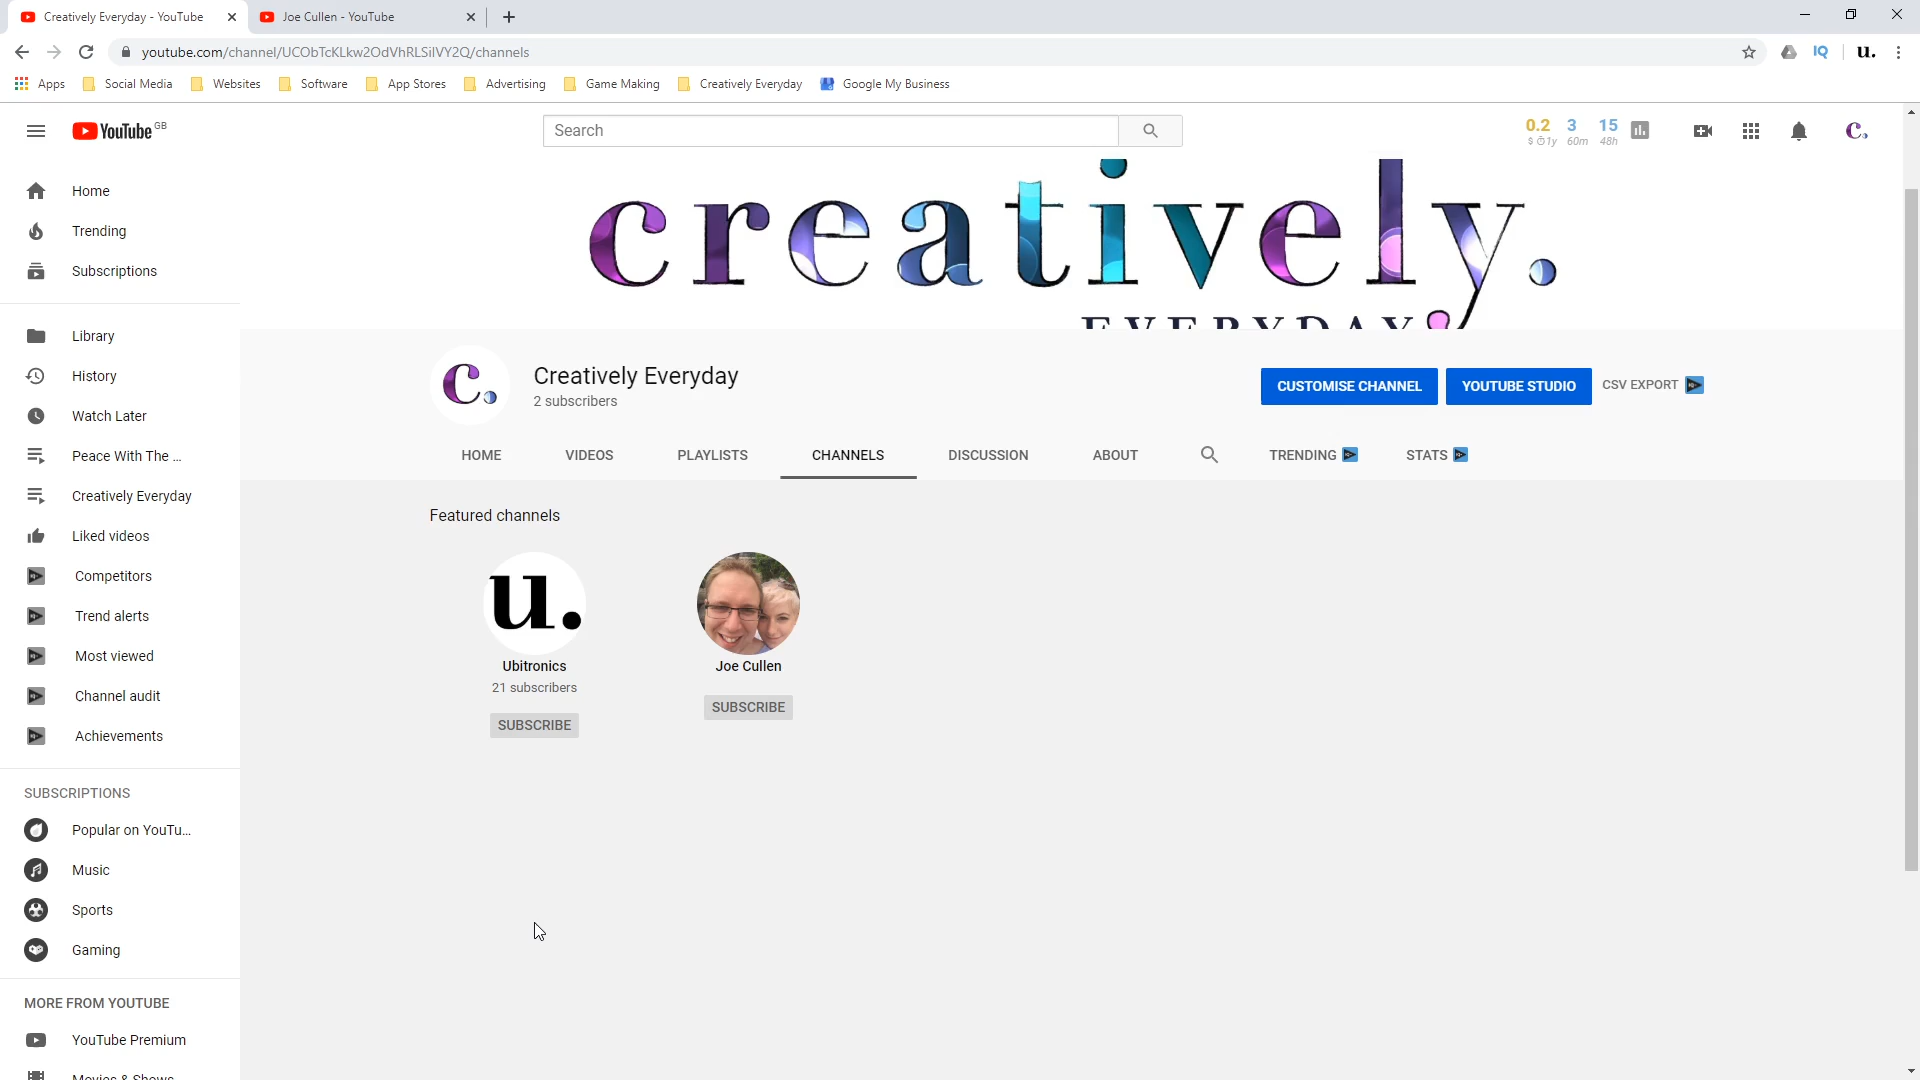 Creatively Everyday - YouTube
Joe Cullen - YouTube
youtube.com/channel/UCObTcKLkw2OdVhRLSilVY2Q/channels
IQ
u.
Apps
Social Media
Websites
Software
App Stores
Advertising
Game Making
Creatively Everyday
Google My Business
YouTube GB
Search
0.2 3 15
$ 1y 60m 48h
c.
Home
Trending
Subscriptions
Library
History
Watch Later
Peace With The ...
Creatively Everyday
Liked videos
Competitors
Trend alerts
Most viewed
Channel audit
Achievements
SUBSCRIPTIONS
Popular on YouTu...
Music
Sports
Gaming
MORE FROM YOUTUBE
YouTube Premium
Movies & Shows
creatively.
EVERYDAY
c.
Creatively Everyday
2 subscribers
CUSTOMISE CHANNEL
YOUTUBE STUDIO
CSV EXPORT
HOME
VIDEOS
PLAYLISTS
CHANNELS
DISCUSSION
ABOUT
TRENDING
STATS
Featured channels
u.
Ubitronics
21 subscribers
SUBSCRIBE
Joe Cullen
SUBSCRIBE